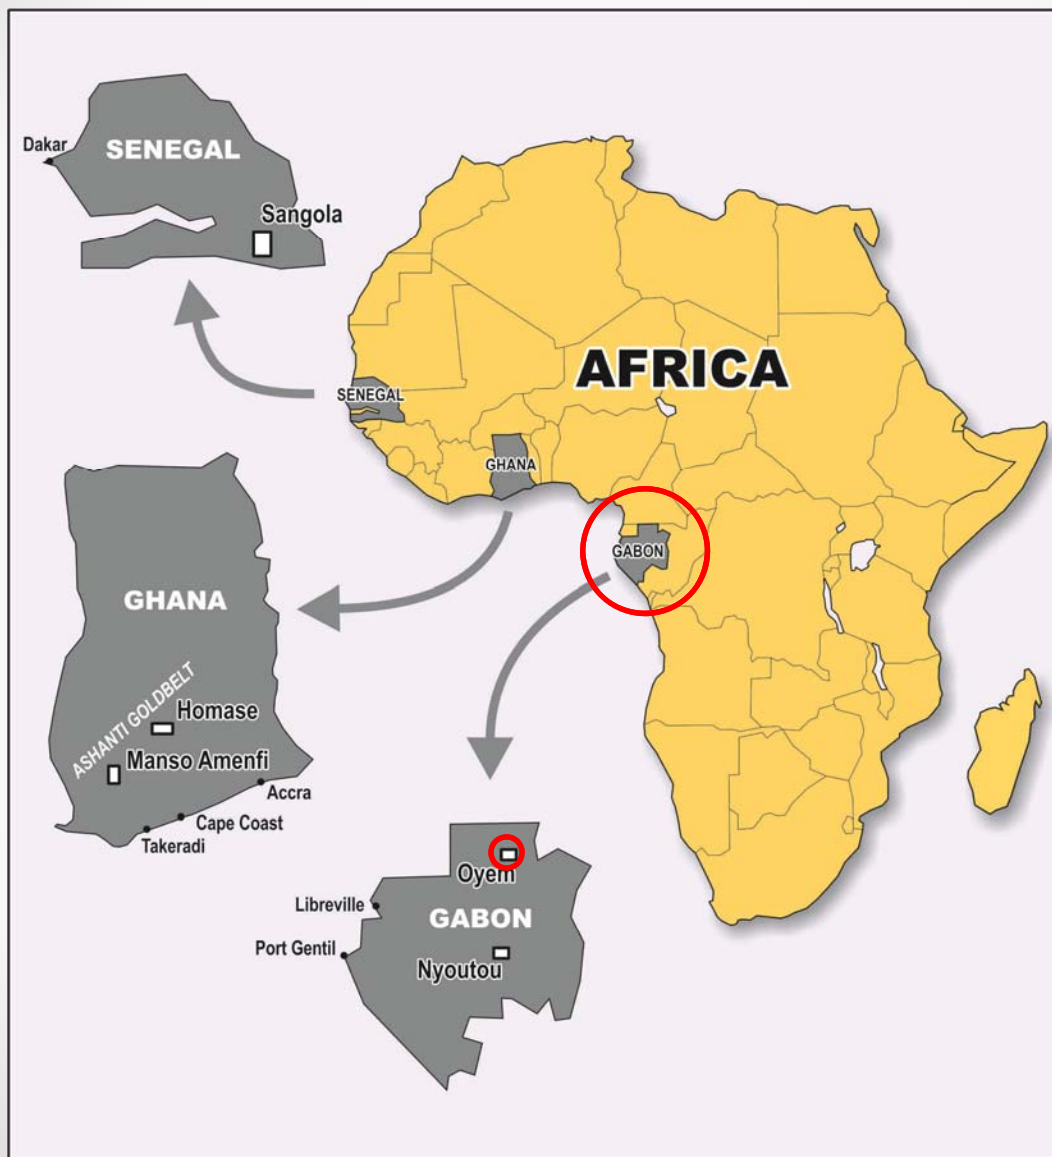 Dakar
SENEGAL
Sangola
AFRICA
SENEGAL
GHANA
GABON
GHANA
ASHANTI GOLDBELT
Homase
Manso Amenfi
Accra
Cape Coast
Takeradi
Oyem
Libreville
GABON
Port Gentil
Nyoutou